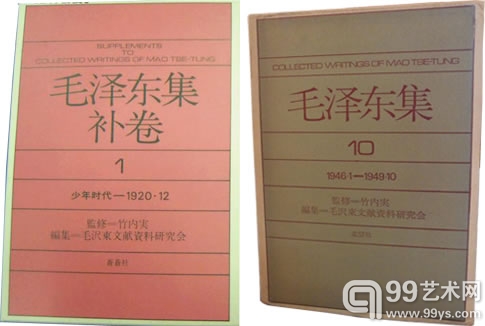 SUPPLEMENTS
TO
COLLECTED WRITINGS OF MAO TSE-TUNG
毛泽东集
补卷
1
少年时代—1920·12
監修—竹内実
編集—毛沢東文献資料研究会
蒼蒼社
COLLECTED WRITINGS OF MAO TSE-TUNG
毛泽东集
10
1946·1—1949·10
監修—竹内実
編集—毛沢東文献資料研究会
99艺术网
www.99ys.com